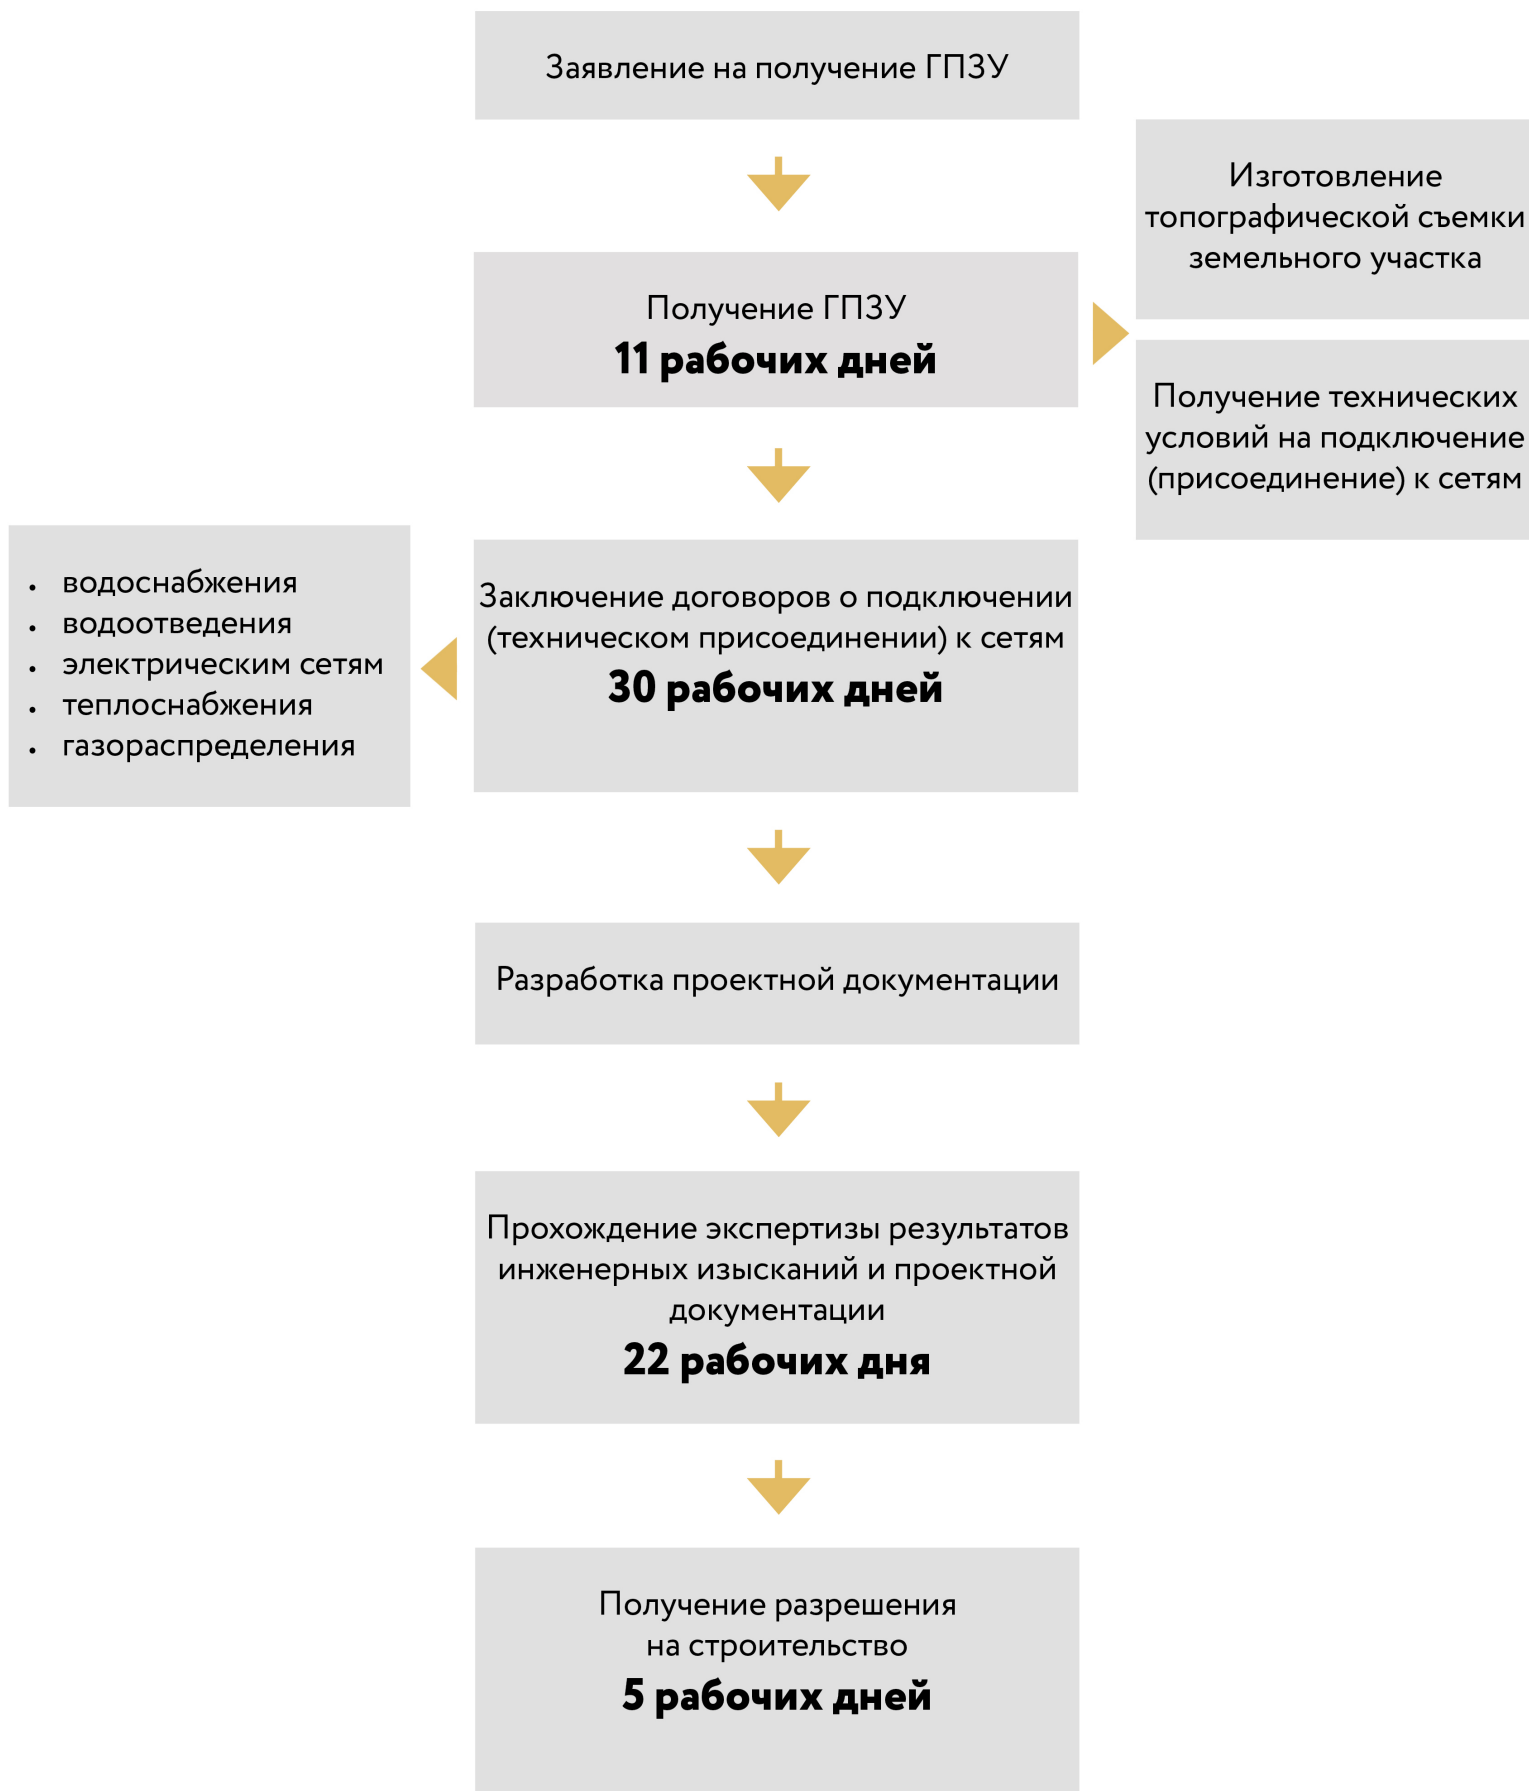 Заявление на получение ГПЗУ
Изготовление
топографической съемки
земельного участка
Получение ГПЗУ
11 рабочих дней
Получение технических
условий на подключение
(присоединение) к сетям
• водоснабжения
• водоотведения
• электрическим сетям
• теплоснабжения
• газораспределения
Заключение договоров о подключении
(техническом присоединении) к сетям
30 рабочих дней
Разработка проектной документации
Прохождение экспертизы результатов
инженерных изысканий и проектной
документации
22 рабочих дня
Получение разрешения
на строительство
5 рабочих дней